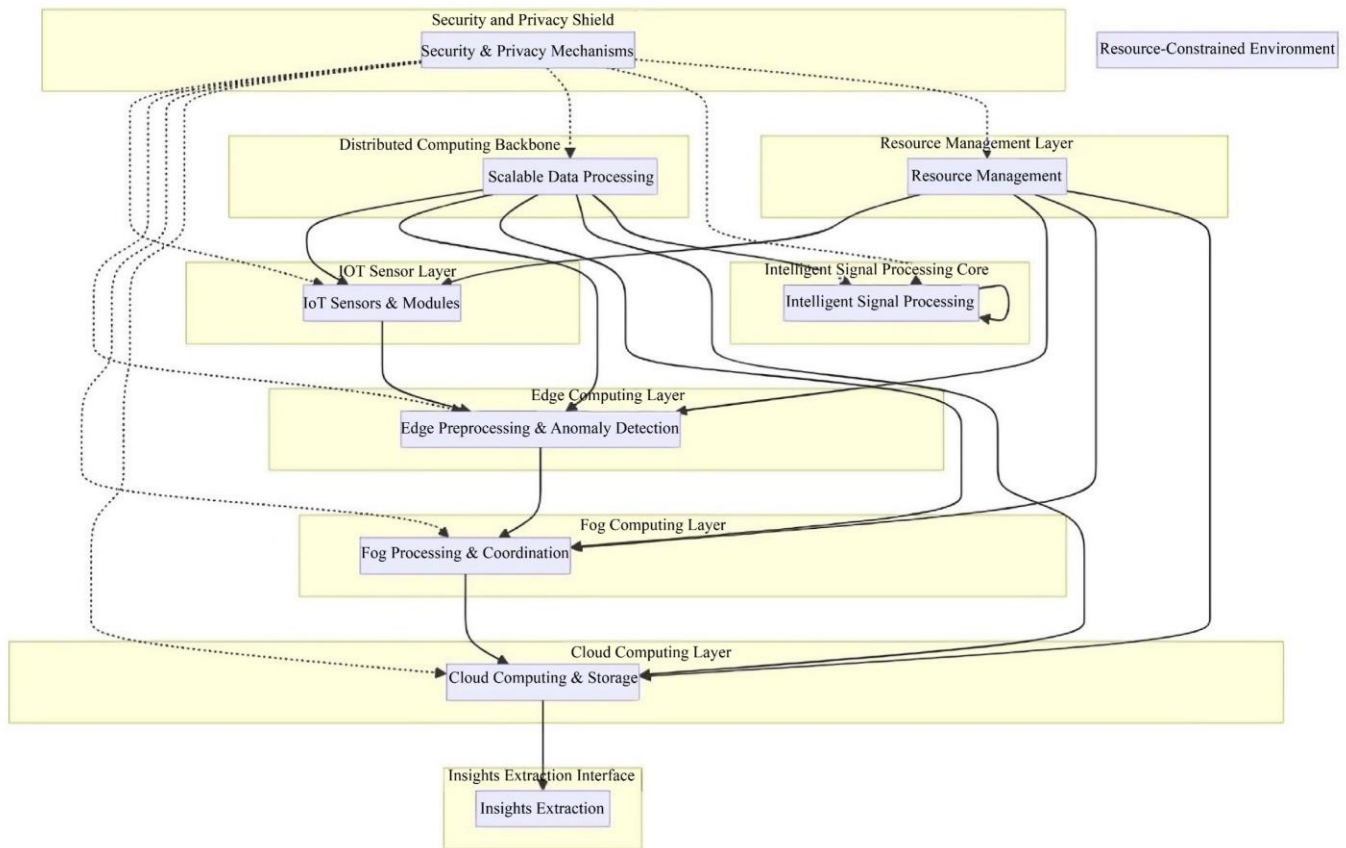 Security and Privacy Shield
Security & Privacy Mechanisms
Resource-Constrained Environment
Distributed Computing Backbone
Scalable Data Processing
Resource Management Layer
Resource Management
IOT Sensor Layer
IoT Sensors & Modules
Intelligent Signal Processing Core
Intelligent Signal Processing
Edge Computing Layer
Edge Preprocessing & Anomaly Detection
Fog Computing Layer
Fog Processing & Coordination
Cloud Computing Layer
Cloud Computing & Storage
Insights Extraction Interface
Insights Extraction